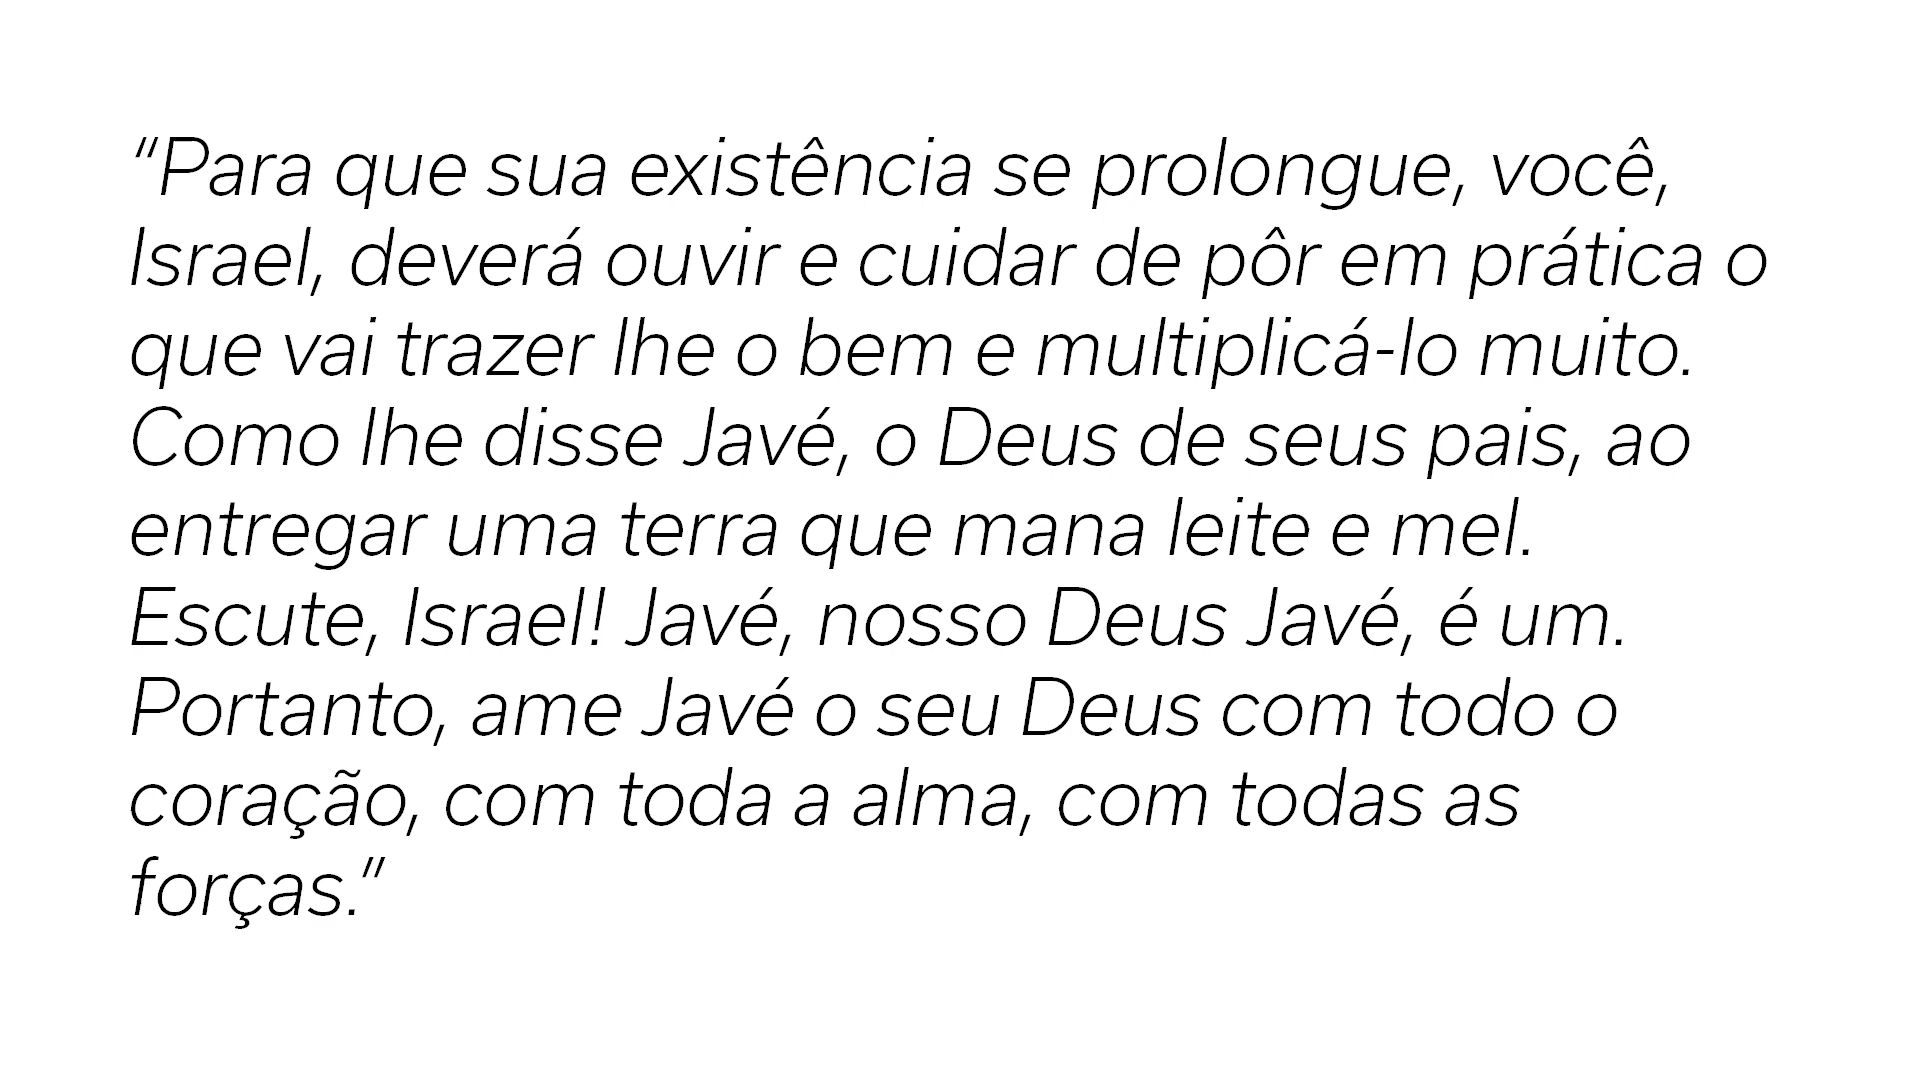 “Para que sua existência se prolongue, você,
Israel, deverá ouvir e cuidar de pôr em prática o
que vai trazer lhe o bem e multiplicá-lo muito.
Como lhe disse Javé, o Deus de seus pais, ao
entregar uma terra que mana leite e mel.
Escute, Israel! Javé, nosso Deus Javé, é um.
Portanto, ame Javé o seu Deus com todo o
coração, com toda a alma, com todas as
forças.”